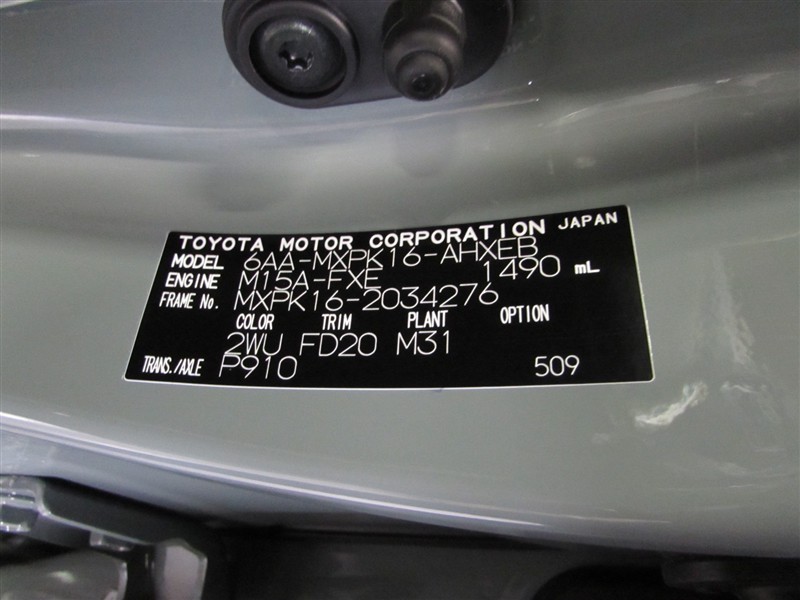 TOYOTA MOTOR CORPORATION JAPAN
MODEL 6AA-MXPK16-AHXEB
ENGINE M15A-FXE 1490 mL
FRAME No. MXPK16-2034276
COLOR TRIM PLANT OPTION
2WU FD20 M31
TRANS./AXLE P910 509